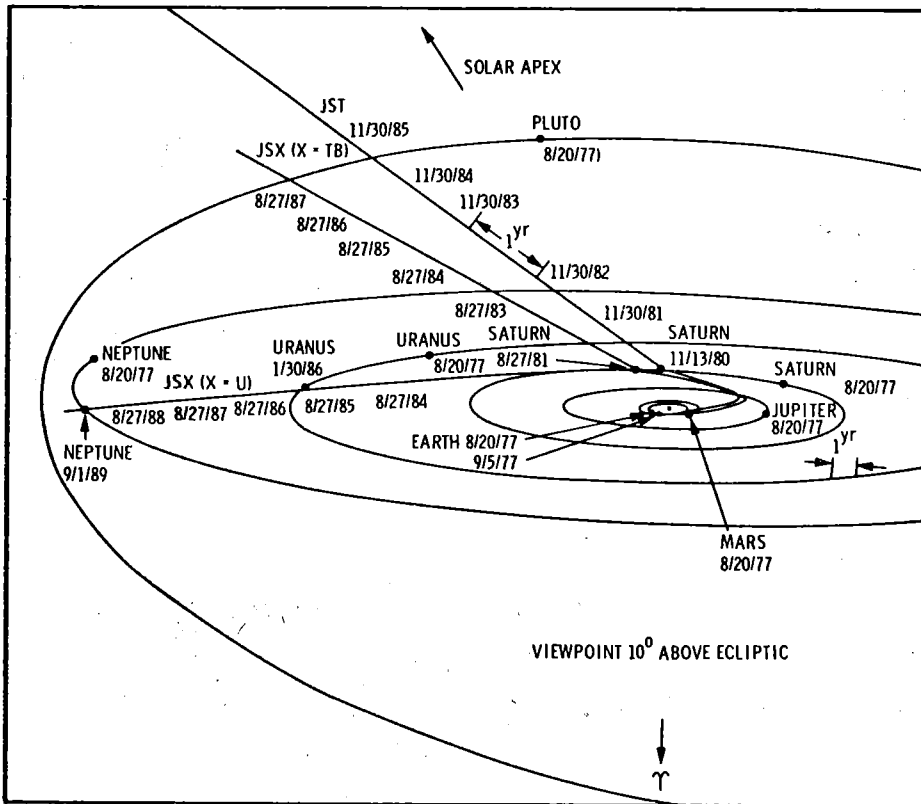 SOLAR APEX
JST
11/30/85
PLUTO
8/20/77)
JSX (X = TB)
11/30/84
8/27/87
11/30/83
8/27/86
1 yr
8/27/85
11/30/82
8/27/84
8/27/83
11/30/81
NEPTUNE
8/20/77
URANUS
1/30/86
URANUS
8/20/77
SATURN
8/27/81
SATURN
11/13/80
SATURN
8/20/77
JSX (X = U)
8/27/88
8/27/87
8/27/86
8/27/85
8/27/84
NEPTUNE
9/1/89
EARTH 8/20/77
9/5/77
JUPITER
8/20/77
1 yr
MARS
8/20/77
VIEWPOINT 10⁰ ABOVE ECLIPTIC
♈